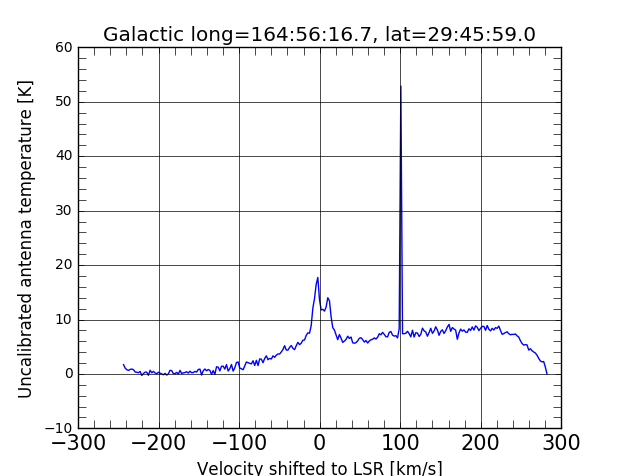 Galactic long=164:56:16.7, lat=29:45:59.0
Uncalibrated antenna temperature [K]
60
50
40
30
20
10
0
−10
−300 −200 −100 0 100 200 300
Velocity shifted to LSR [km/s]